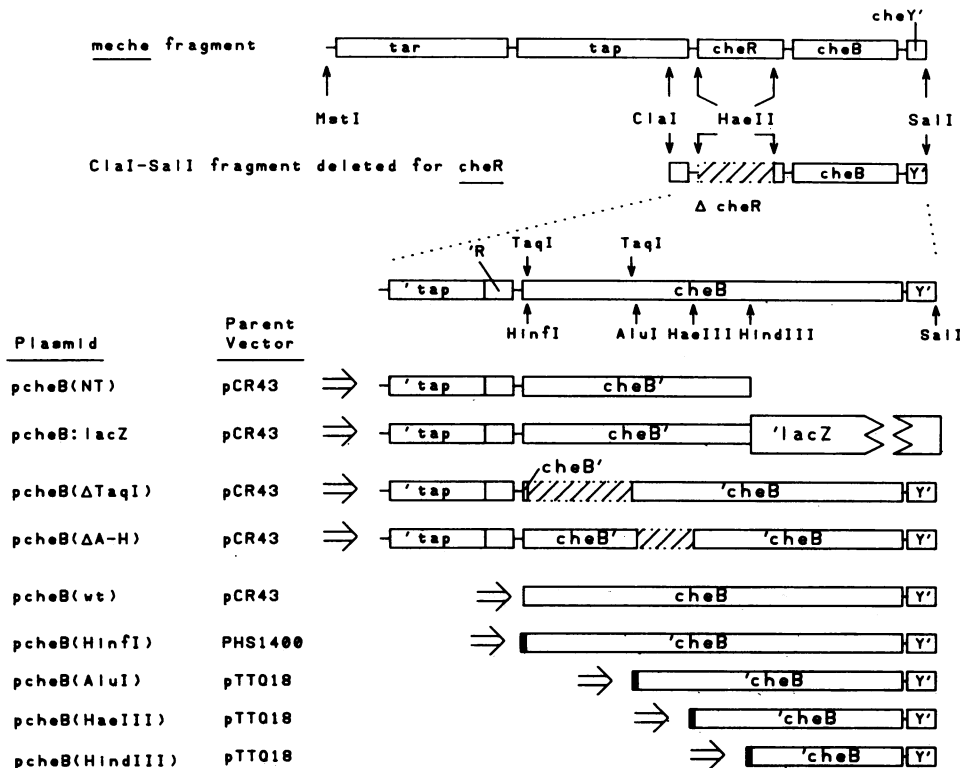 cheY'
meche fragment
tar tap cheR cheB
MstI ClaI HaeII SalI
ClaI-SalI fragment deleted for cheR
cheB Y'
Δ cheR
'R TaqI TaqI
'tap cheB Y'
HinfI AluI HaeIII HindIII SalI
Plasmid Parent Vector
pcheB(NT) pCR43 'tap cheB'
pcheB:lacZ pCR43 'tap cheB' 'lacZ
cheB'
pcheB(ΔTaqI) pCR43 'tap 'cheB Y'
pcheB(ΔA-H) pCR43 'tap cheB' 'cheB Y'
pcheB(wt) pCR43 cheB Y'
pcheB(HinfI) PHS1400 'cheB Y'
pcheB(AluI) pTTQ18 'cheB Y'
pcheB(HaeIII) pTTQ18 'cheB Y'
pcheB(HindIII) pTTQ18 'cheB Y'